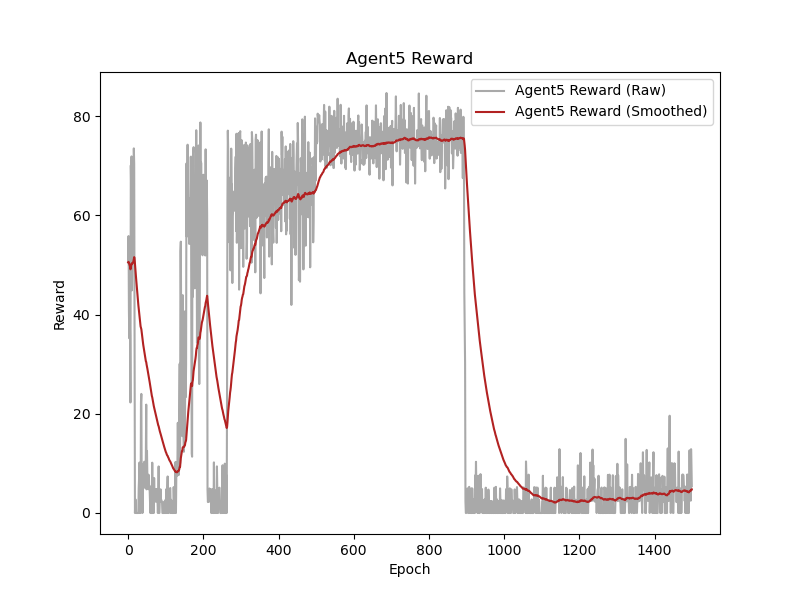 Agent5 Reward
Agent5 Reward (Raw)
Agent5 Reward (Smoothed)
80
60
40
20
0
Reward
0 200 400 600 800 1000 1200 1400
Epoch